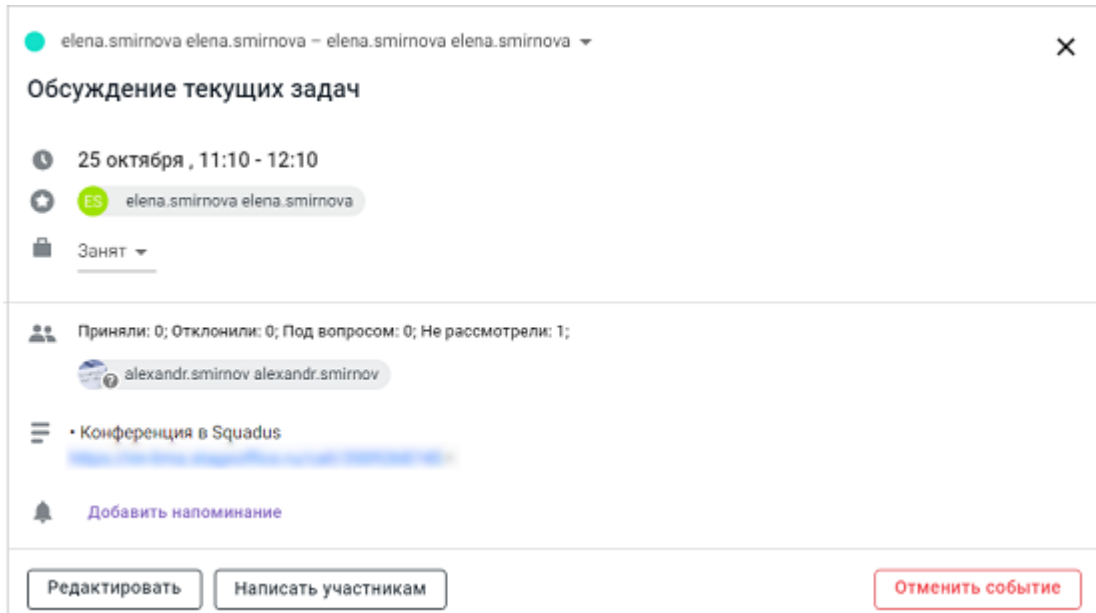 elena.smirnova elena.smirnova – elena.smirnova elena.smirnova
Обсуждение текущих задач
25 октября , 11:10 - 12:10
ES elena.smirnova elena.smirnova
Занят
Приняли: 0; Отклонили: 0; Под вопросом: 0; Не рассмотрели: 1;
alexandr.smirnov alexandr.smirnov
• Конференция в Squadus
Добавить напоминание
Редактировать Написать участникам Отменить событие